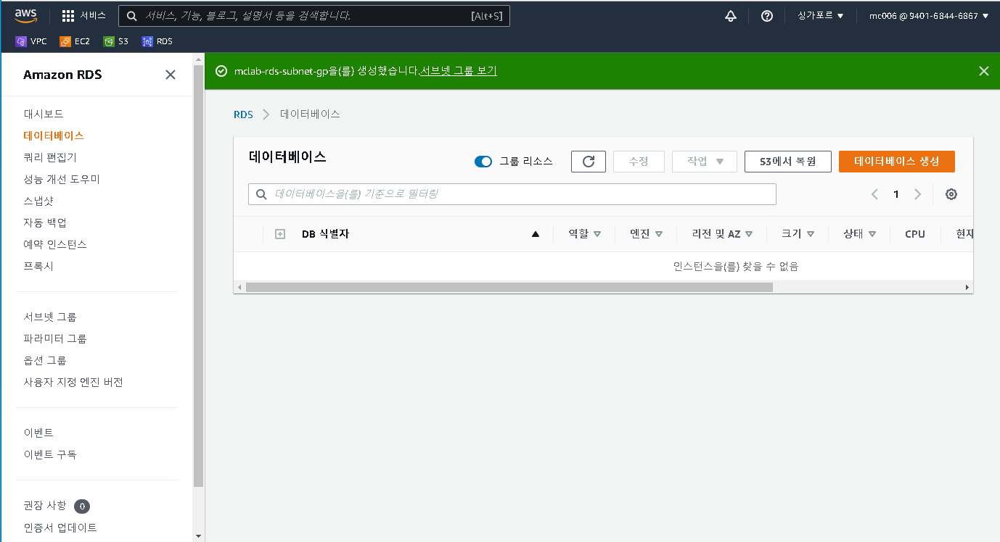 aws
서비스
서비스, 기능, 블로그, 설명서 등을 검색합니다.
[Alt+S]
싱가포르 ▼
mc006 @ 9401-6844-6867 ▼
VPC
EC2
S3
RDS
Amazon RDS
대시보드
데이터베이스
쿼리 편집기
성능 개선 도우미
스냅샷
자동 백업
예약 인스턴스
프록시
서브넷 그룹
파라미터 그룹
옵션 그룹
사용자 지정 엔진 버전
이벤트
이벤트 구독
권장 사항 0
인증서 업데이트
mclab-rds-subnet-gp을(를) 생성했습니다.서브넷 그룹 보기
RDS > 데이터베이스
데이터베이스
그룹 리소스
수정
작업 ▼
S3에서 복원
데이터베이스 생성
데이터베이스을(를) 기준으로 필터링
1
DB 식별자
역할
엔진
리전 및 AZ
크기
상태
CPU
현재
인스턴스을(를) 찾을 수 없음